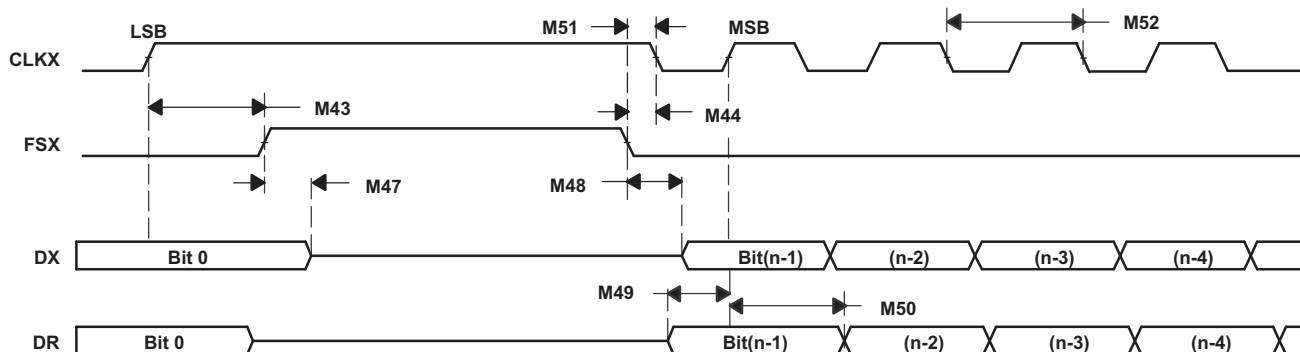 LSB M51 MSB M52
CLKX
M43 M44
FSX
M47 M48
DX Bit 0 Bit(n-1) (n-2) (n-3) (n-4)
M49 M50
DR Bit 0 Bit(n-1) (n-2) (n-3) (n-4)